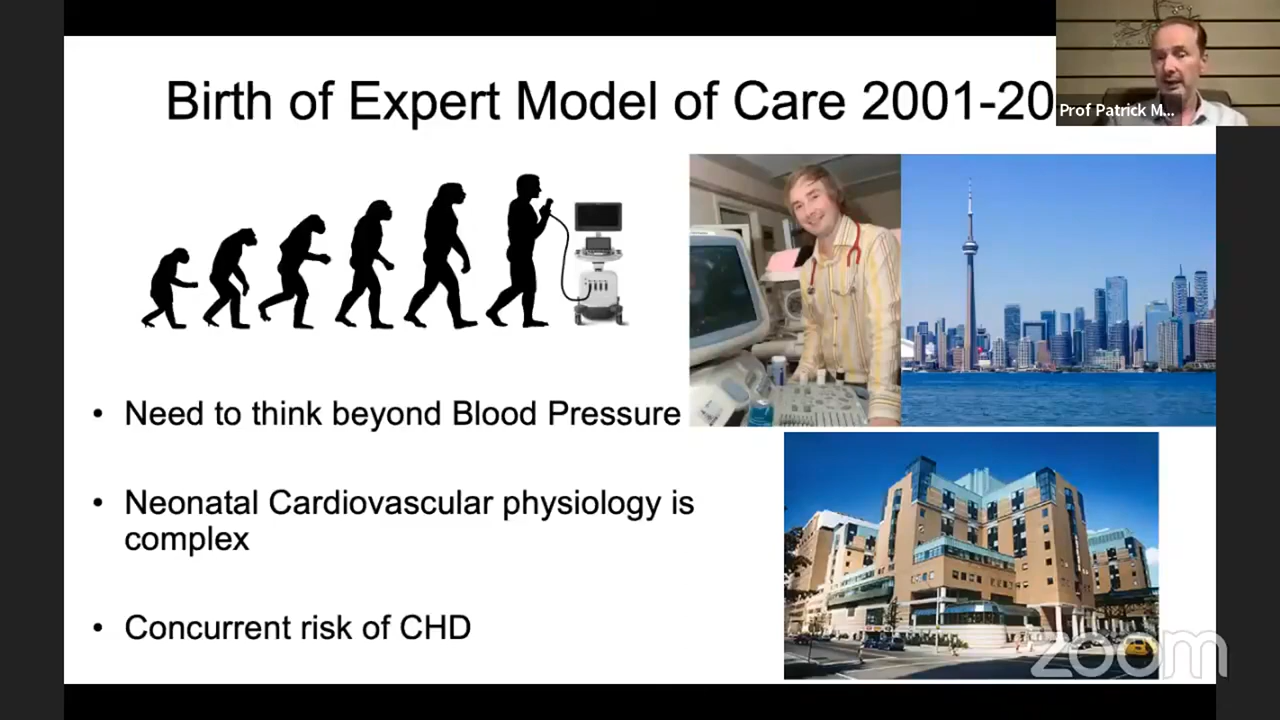 Birth of Expert Model of Care 2001-20
Prof Patrick M...
• Need to think beyond Blood Pressure
• Neonatal Cardiovascular physiology is
complex
• Concurrent risk of CHD
zoom